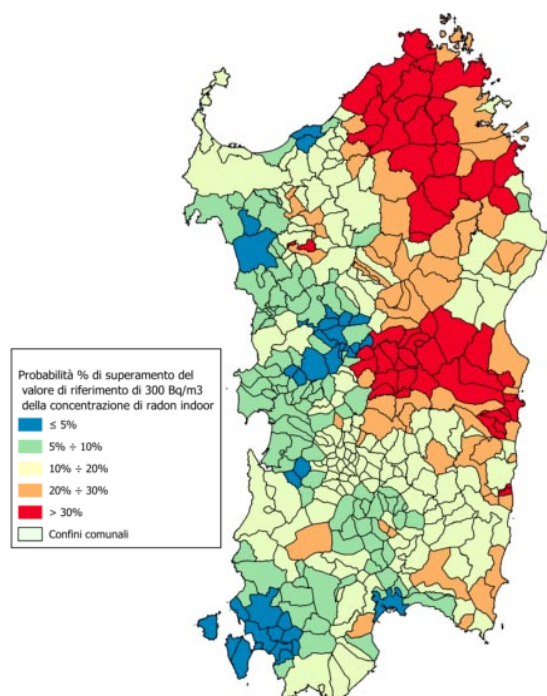 Probabilità % di superamento del
valore di riferimento di 300 Bq/m3
della concentrazione di radon indoor
≤ 5%
5% ÷ 10%
10% ÷ 20%
20% ÷ 30%
> 30%
Confini comunali